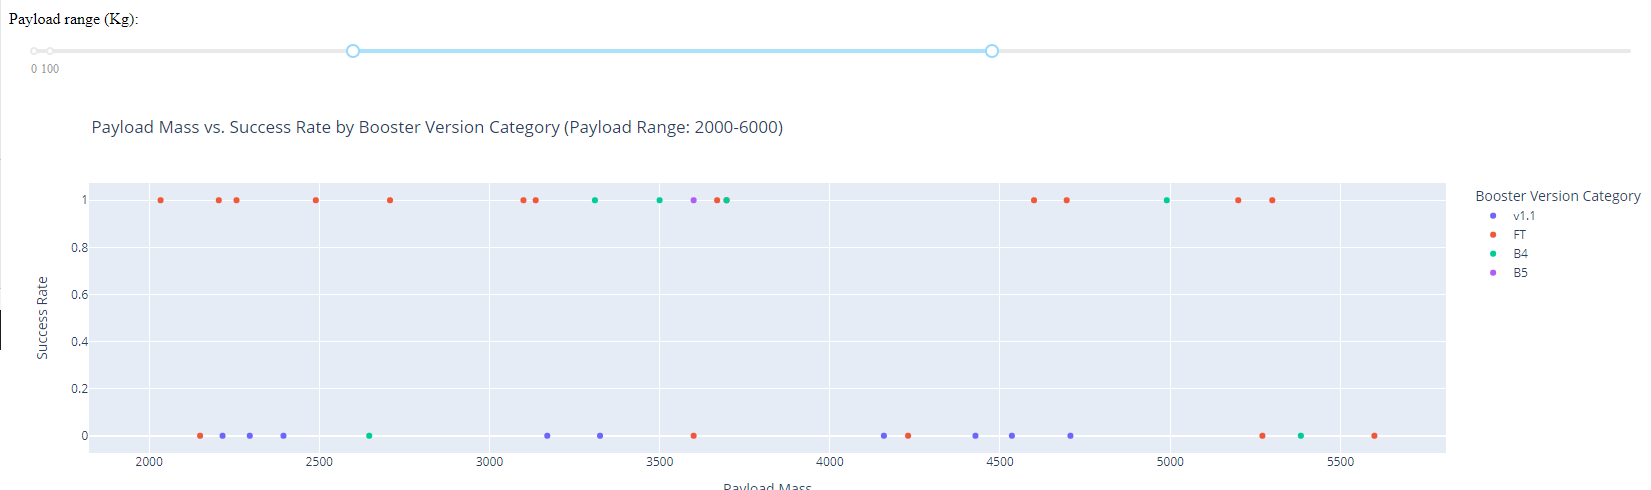 Payload range (Kg):
0 100
Payload Mass vs. Success Rate by Booster Version Category (Payload Range: 2000-6000)
Booster Version Category
v1.1
FT
B4
B5
Success Rate
1
0.8
0.6
0.4
0.2
0
2000 2500 3000 3500 4000 4500 5000 5500
Payload Mass